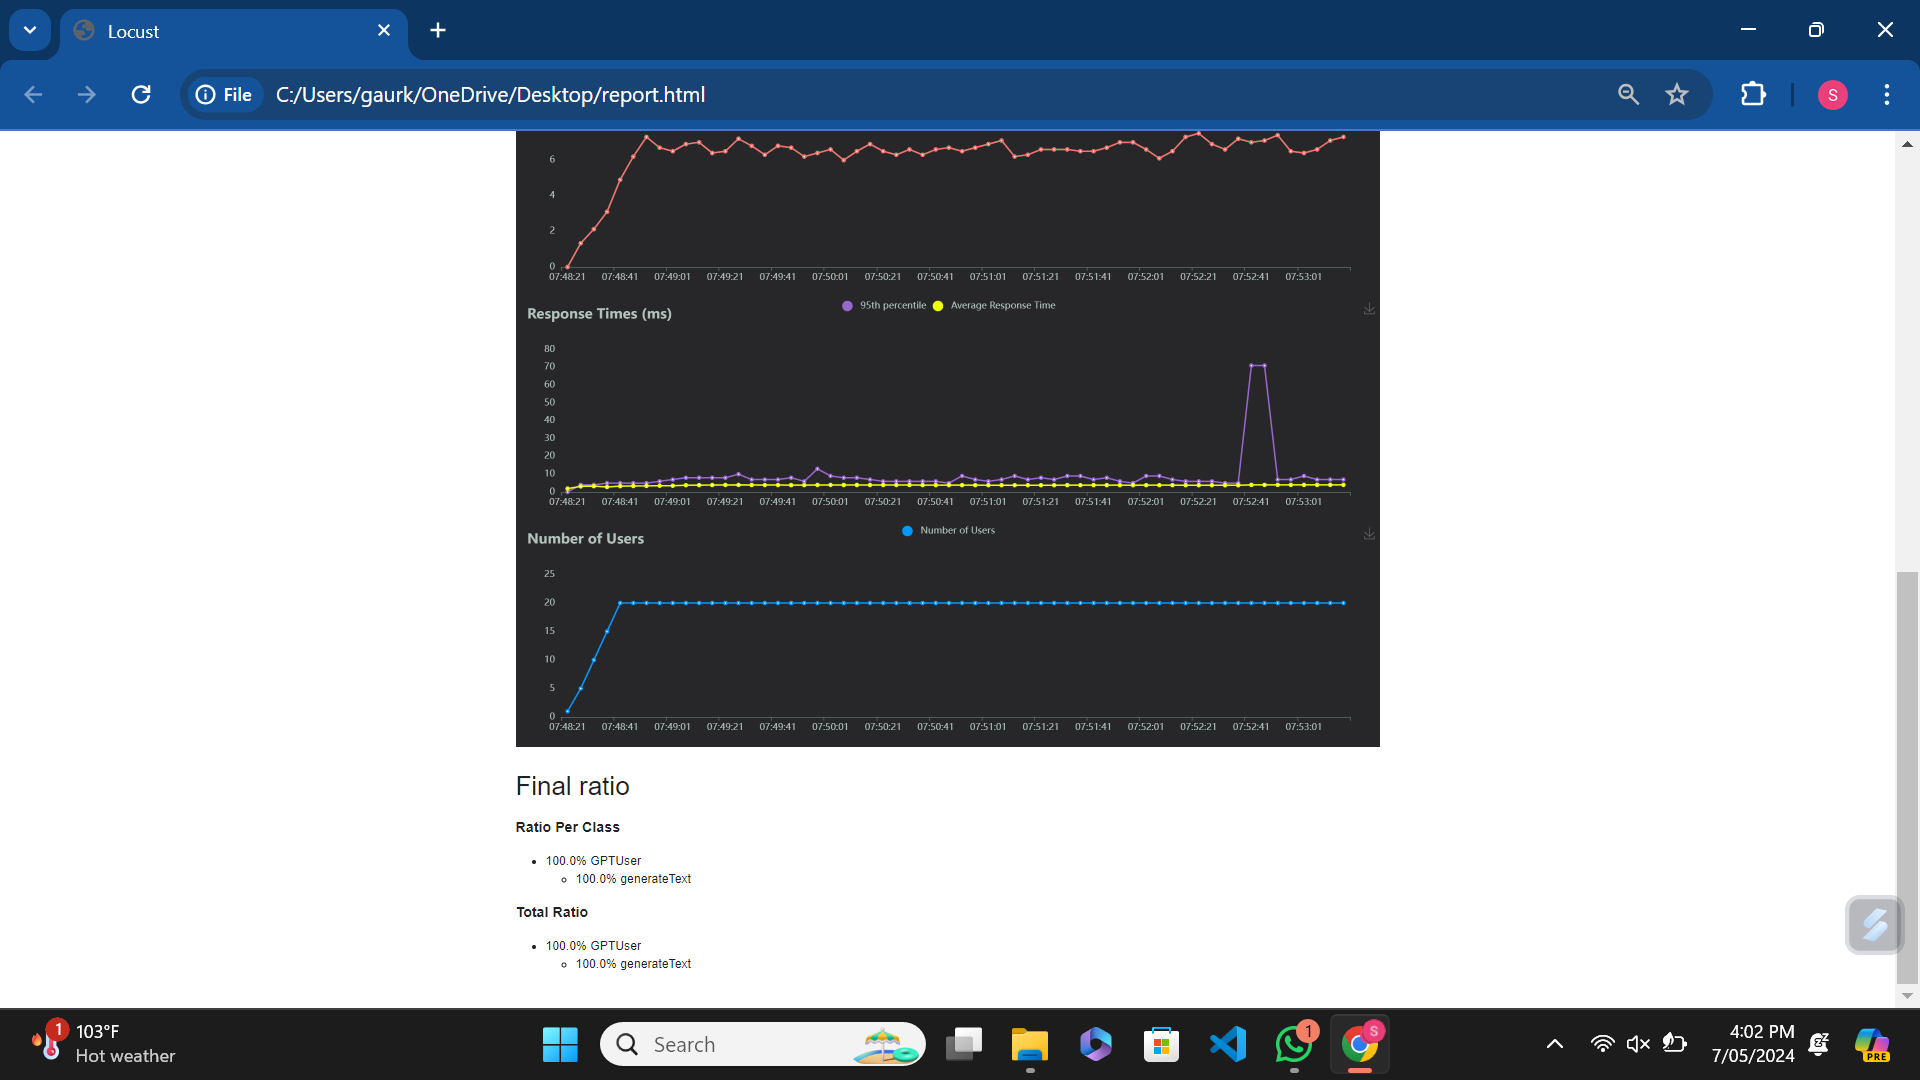 Locust
File
C:/Users/gaurk/OneDrive/Desktop/report.html
S
6
4
2
0
07:48:21 07:48:41 07:49:01 07:49:21 07:49:41 07:50:01 07:50:21 07:50:41 07:51:01 07:51:21 07:51:41 07:52:01 07:52:21 07:52:41 07:53:01
95th percentile Average Response Time
Response Times (ms)
80
70
60
50
40
30
20
10
0
07:48:21 07:48:41 07:49:01 07:49:21 07:49:41 07:50:01 07:50:21 07:50:41 07:51:01 07:51:21 07:51:41 07:52:01 07:52:21 07:52:41 07:53:01
Number of Users
Number of Users
25
20
15
10
5
0
07:48:21 07:48:41 07:49:01 07:49:21 07:49:41 07:50:01 07:50:21 07:50:41 07:51:01 07:51:21 07:51:41 07:52:01 07:52:21 07:52:41 07:53:01
Final ratio
Ratio Per Class
100.0% GPTUser
100.0% generateText
Total Ratio
100.0% GPTUser
100.0% generateText
1
103°F
Hot weather
Search
1
S
4:02 PM
7/05/2024
PRE